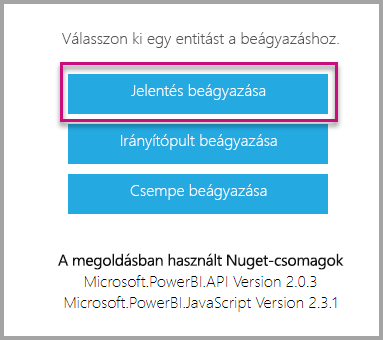 Válasszon ki egy entitást a beágyazáshoz.
Jelentés beágyazása
Irányítópult beágyazása
Csempe beágyazása
A megoldásban használt Nuget-csomagok
Microsoft.PowerBI.API Version 2.0.3
Microsoft.PowerBI.JavaScript Version 2.3.1